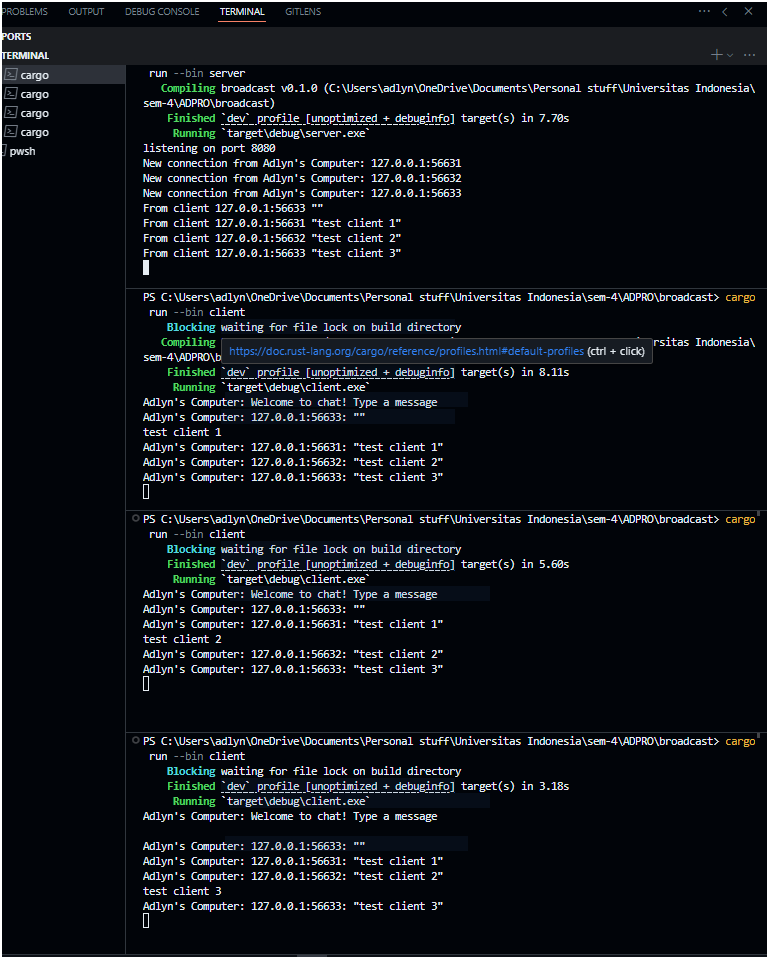 PROBLEMS OUTPUT DEBUG CONSOLE TERMINAL GITLENS
PORTS
TERMINAL
cargo
cargo
cargo
cargo
pwsh
run --bin server
Compiling broadcast v0.1.0 (C:\Users\adlyn\OneDrive\Documents\Personal stuff\Universitas Indonesia\
sem-4\ADPRO\broadcast)
Finished `dev` profile [unoptimized + debuginfo] target(s) in 7.70s
Running `target\debug\server.exe`
listening on port 8080
New connection from Adlyn's Computer: 127.0.0.1:56631
New connection from Adlyn's Computer: 127.0.0.1:56632
New connection from Adlyn's Computer: 127.0.0.1:56633
From client 127.0.0.1:56633 ""
From client 127.0.0.1:56631 "test client 1"
From client 127.0.0.1:56632 "test client 2"
From client 127.0.0.1:56633 "test client 3"
PS C:\Users\adlyn\OneDrive\Documents\Personal stuff\Universitas Indonesia\sem-4\ADPRO\broadcast> cargo
run --bin client
Blocking waiting for file lock on build directory
Compiling ersitas Indonesia\
https://doc.rust-lang.org/cargo/reference/profiles.html#default-profiles (ctrl + click)
sem-4\ADPRO\b
Finished `dev` profile [unoptimized + debuginfo] target(s) in 8.11s
Running `target\debug\client.exe`
Adlyn's Computer: Welcome to chat! Type a message
Adlyn's Computer: 127.0.0.1:56633: ""
test client 1
Adlyn's Computer: 127.0.0.1:56631: "test client 1"
Adlyn's Computer: 127.0.0.1:56632: "test client 2"
Adlyn's Computer: 127.0.0.1:56633: "test client 3"
PS C:\Users\adlyn\OneDrive\Documents\Personal stuff\Universitas Indonesia\sem-4\ADPRO\broadcast> cargo
run --bin client
Blocking waiting for file lock on build directory
Finished `dev` profile [unoptimized + debuginfo] target(s) in 5.60s
Running `target\debug\client.exe`
Adlyn's Computer: Welcome to chat! Type a message
Adlyn's Computer: 127.0.0.1:56633: ""
Adlyn's Computer: 127.0.0.1:56631: "test client 1"
test client 2
Adlyn's Computer: 127.0.0.1:56632: "test client 2"
Adlyn's Computer: 127.0.0.1:56633: "test client 3"
PS C:\Users\adlyn\OneDrive\Documents\Personal stuff\Universitas Indonesia\sem-4\ADPRO\broadcast> cargo
run --bin client
Blocking waiting for file lock on build directory
Finished `dev` profile [unoptimized + debuginfo] target(s) in 3.18s
Running `target\debug\client.exe`
Adlyn's Computer: Welcome to chat! Type a message
Adlyn's Computer: 127.0.0.1:56633: ""
Adlyn's Computer: 127.0.0.1:56631: "test client 1"
Adlyn's Computer: 127.0.0.1:56632: "test client 2"
test client 3
Adlyn's Computer: 127.0.0.1:56633: "test client 3"